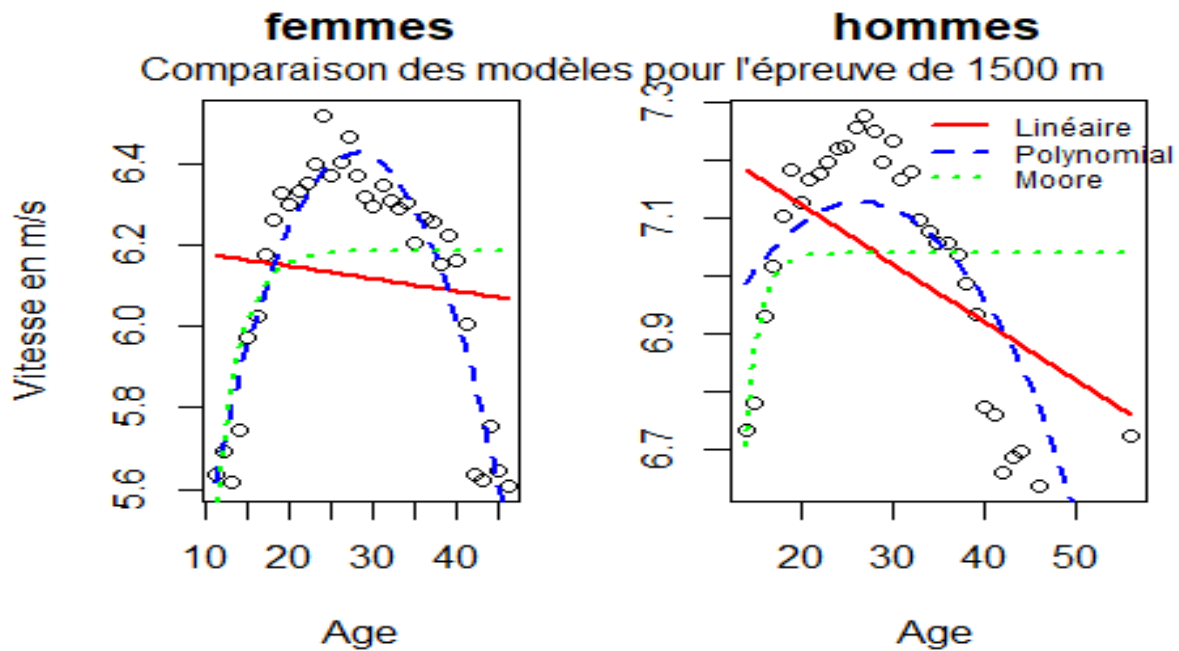 femmes
hommes
Comparaison des modèles pour l'épreuve de 1500 m
Vitesse en m/s
6.4
6.2
6.0
5.8
5.6
10
20
30
40
Age
7.3
7.1
6.9
6.7
Linéaire
Polynomial
Moore
20
30
40
50
Age